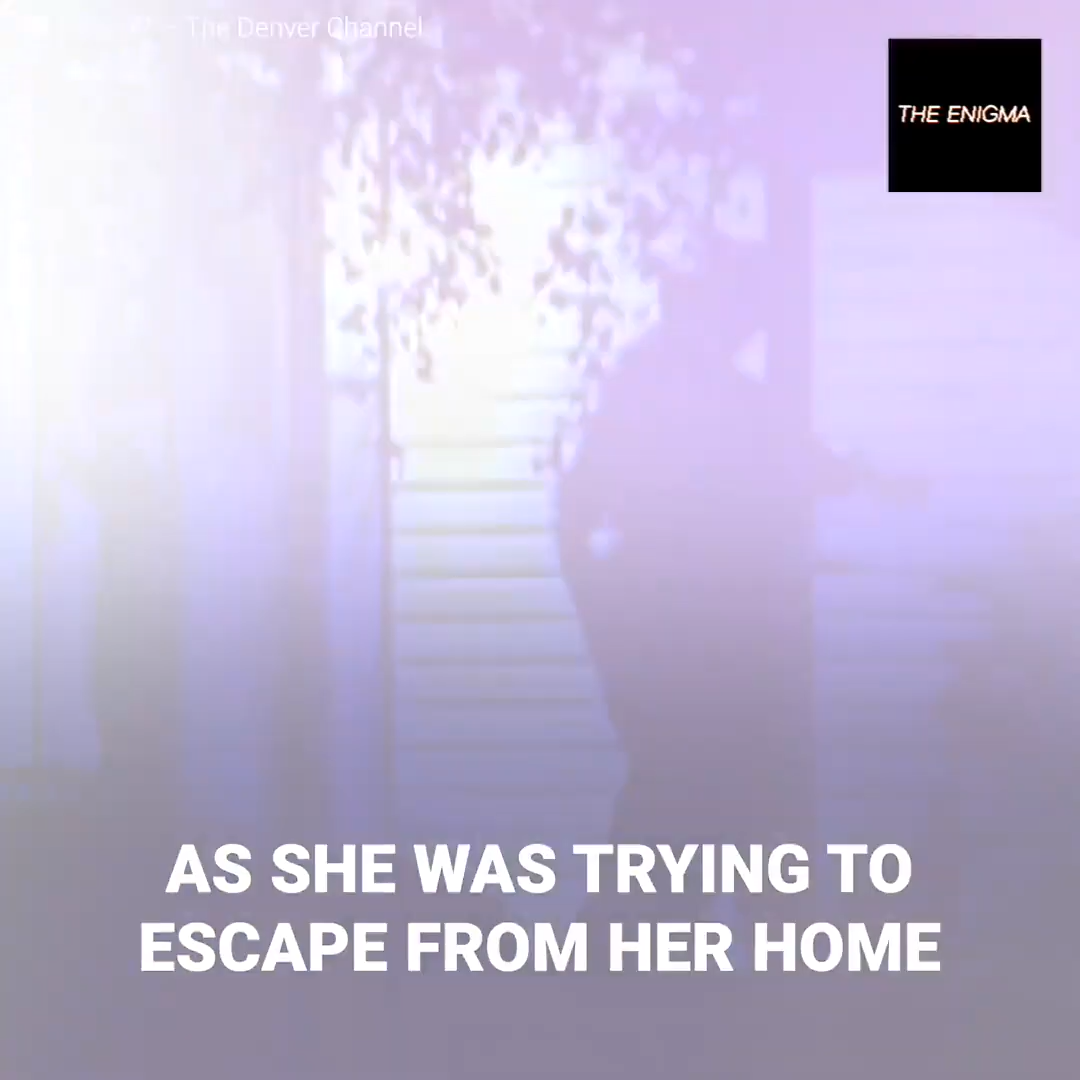 - The Denver Channel
THE ENIGMA
AS SHE WAS TRYING TO
ESCAPE FROM HER HOME